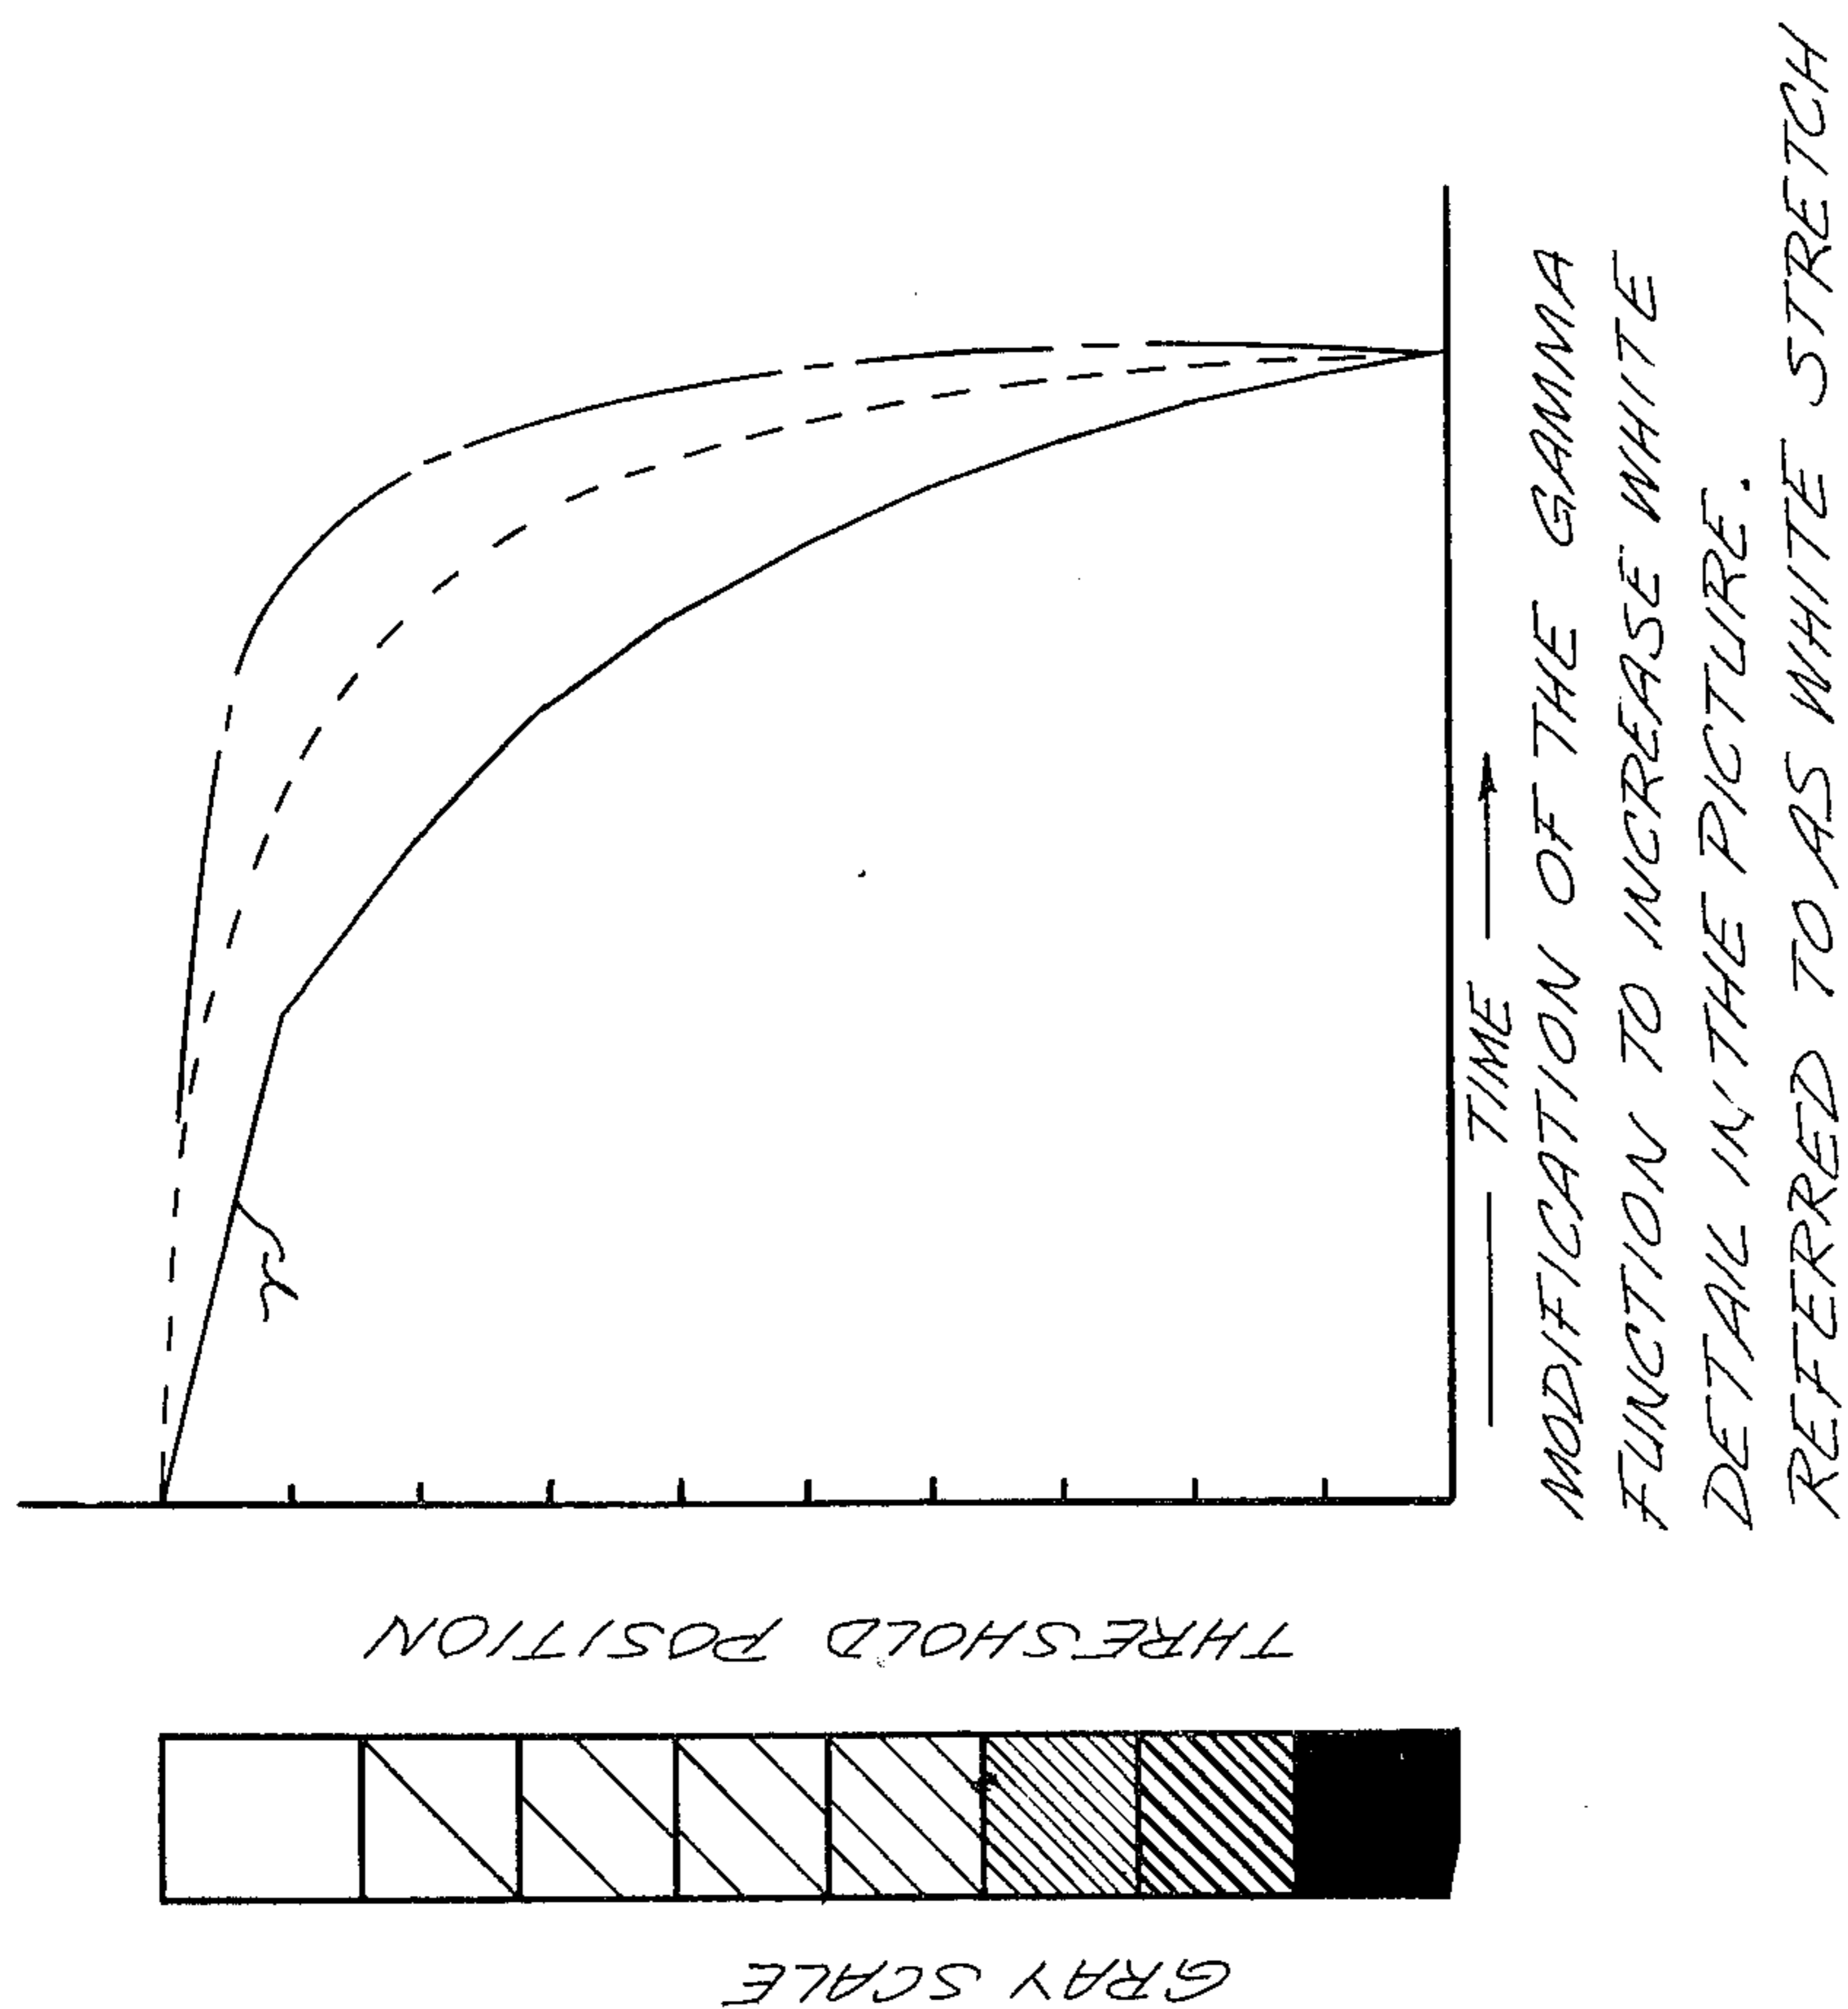 GRAY SCALE
THRESHOLD POSITION
γ
TIME
MODIFICATION OF THE GAMMA
FUNCTION TO INCREASE WHITE
DETAIL IN THE PICTURE.
REFERRED TO AS WHITE STRETCH